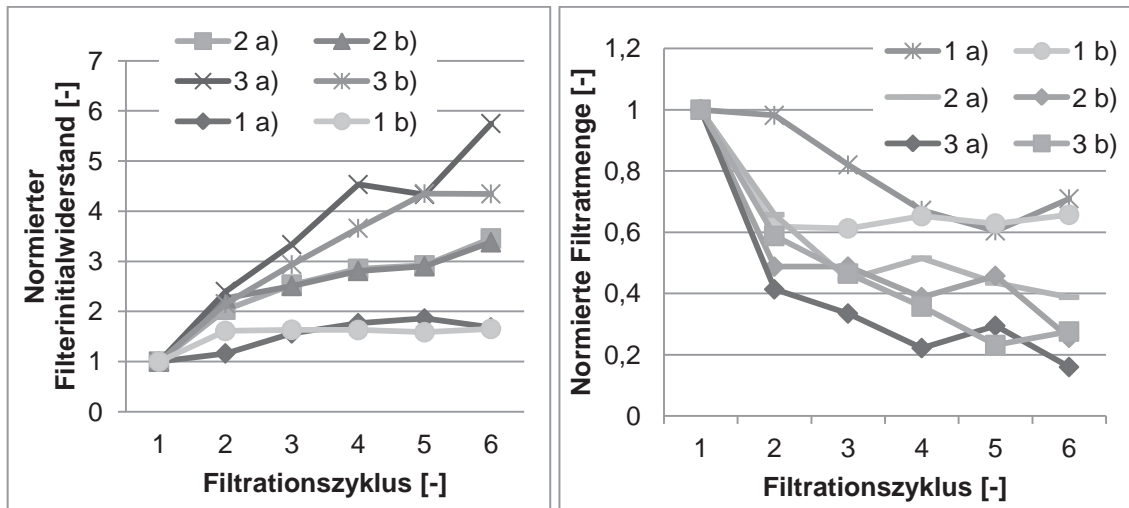 Normierter
Filterinitialwiderstand [-]
7
6
5
4
3
2
1
0
2 a)
2 b)
3 a)
3 b)
1 a)
1 b)
1
2
3
4
5
6
Filtrationszyklus [-]
Normierte Filtratmenge [-]
1,2
1
0,8
0,6
0,4
0,2
0
1 a)
1 b)
2 a)
2 b)
3 a)
3 b)
1
2
3
4
5
6
Filtrationszyklus [-]